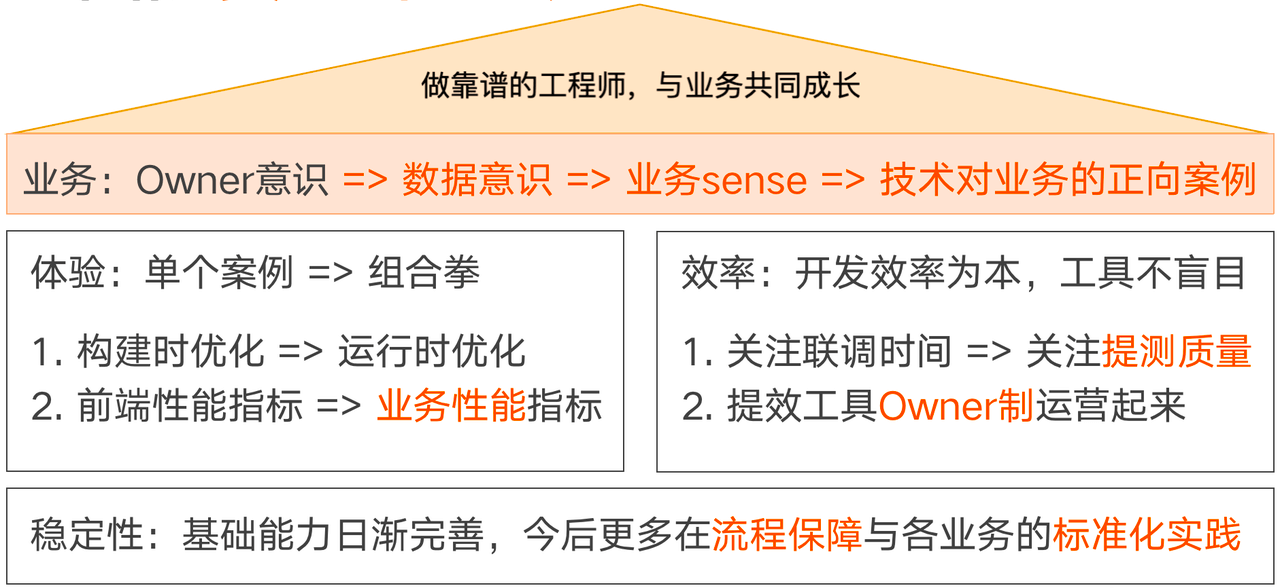 做靠谱的工程师，与业务共同成长
业务：Owner意识 => 数据意识 => 业务sense => 技术对业务的正向案例
体验：单个案例 => 组合拳
1. 构建时优化 => 运行时优化
2. 前端性能指标 => 业务性能指标
效率：开发效率为本，工具不盲目
1. 关注联调时间 => 关注提测质量
2. 提效工具Owner制运营起来
稳定性：基础能力日渐完善，今后更多在流程保障与各业务的标准化实践